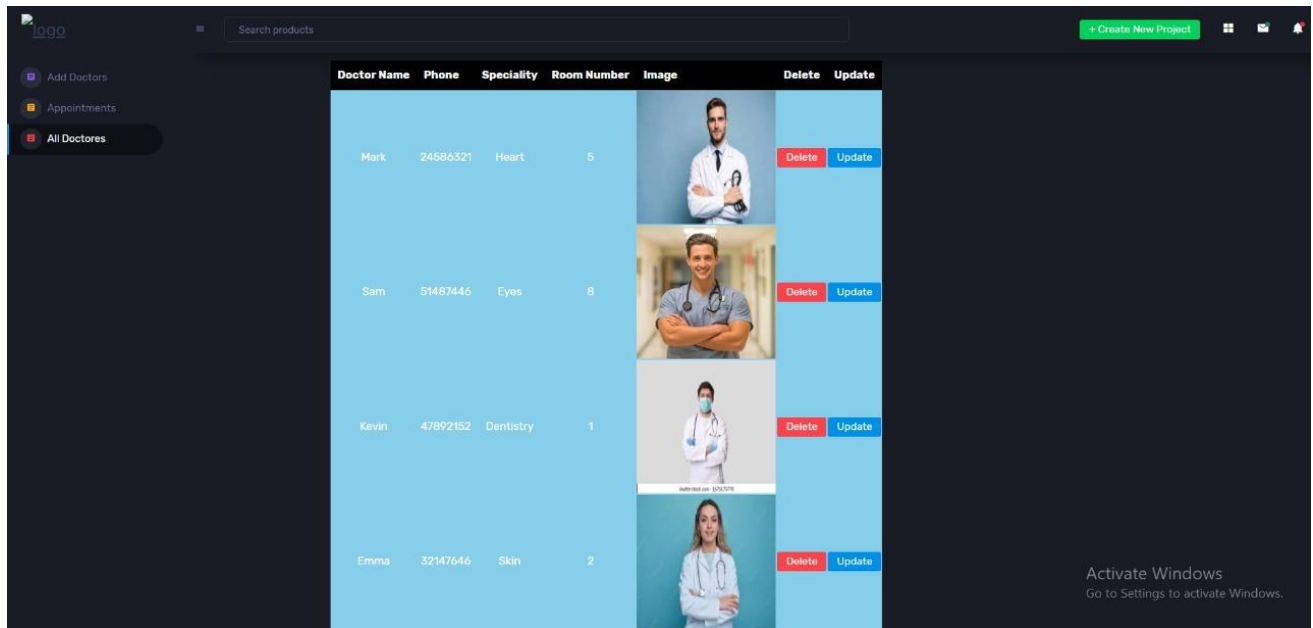 logo
Search products
+ Create New Project
Add Doctors
Appointments
All Doctores
Doctor Name Phone Speciality Room Number Image Delete Update
Mark 24586321 Heart 5 Delete Update
Sam 51487446 Eyes 8 Delete Update
Kevin 47892152 Dentistry 1 Delete Update
Emma 32147646 Skin 2 Delete Update
Activate Windows
Go to Settings to activate Windows.